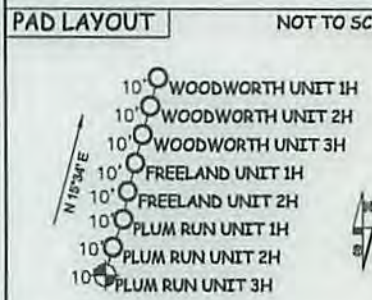 PAD LAYOUT NOT TO SC
10' WOODWORTH UNIT 1H
10' WOODWORTH UNIT 2H
10' WOODWORTH UNIT 3H
10' FREELAND UNIT 1H
10' FREELAND UNIT 2H
10' PLUM RUN UNIT 1H
10' PLUM RUN UNIT 2H
10' PLUM RUN UNIT 3H
N 15°34' E